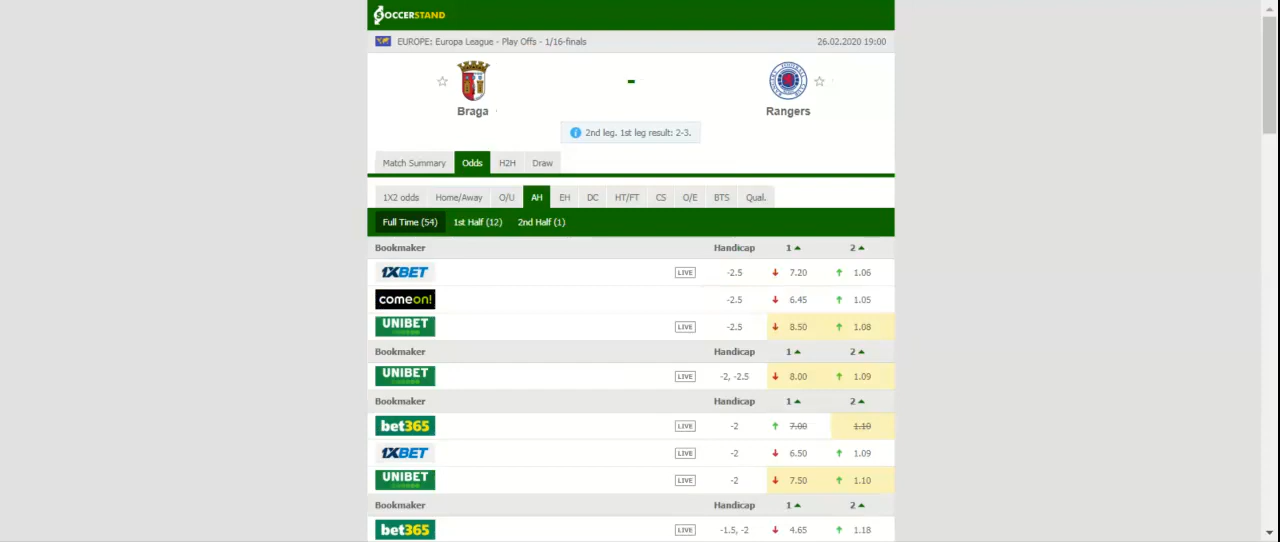 SOCCERSTAND
EUROPE: Europa League - Play Offs - 1/16-finals 26.02.2020 19:00
Braga - Rangers
2nd leg. 1st leg result: 2-3.
Match Summary Odds H2H Draw
1X2 odds Home/Away O/U AH EH DC HT/FT CS O/E BTS Qual.
Full Time (54) 1st Half (12) 2nd Half (1)
Bookmaker Handicap 1 2
1XBET LIVE -2.5 7.20 1.06
comeon! -2.5 6.45 1.05
UNIBET LIVE -2.5 8.50 1.08
Bookmaker Handicap 1 2
UNIBET LIVE -2, -2.5 8.00 1.09
Bookmaker Handicap 1 2
bet365 LIVE -2 7.00 1.10
1XBET LIVE -2 6.50 1.09
UNIBET LIVE -2 7.50 1.10
Bookmaker Handicap 1 2
bet365 LIVE -1.5, -2 4.65 1.18